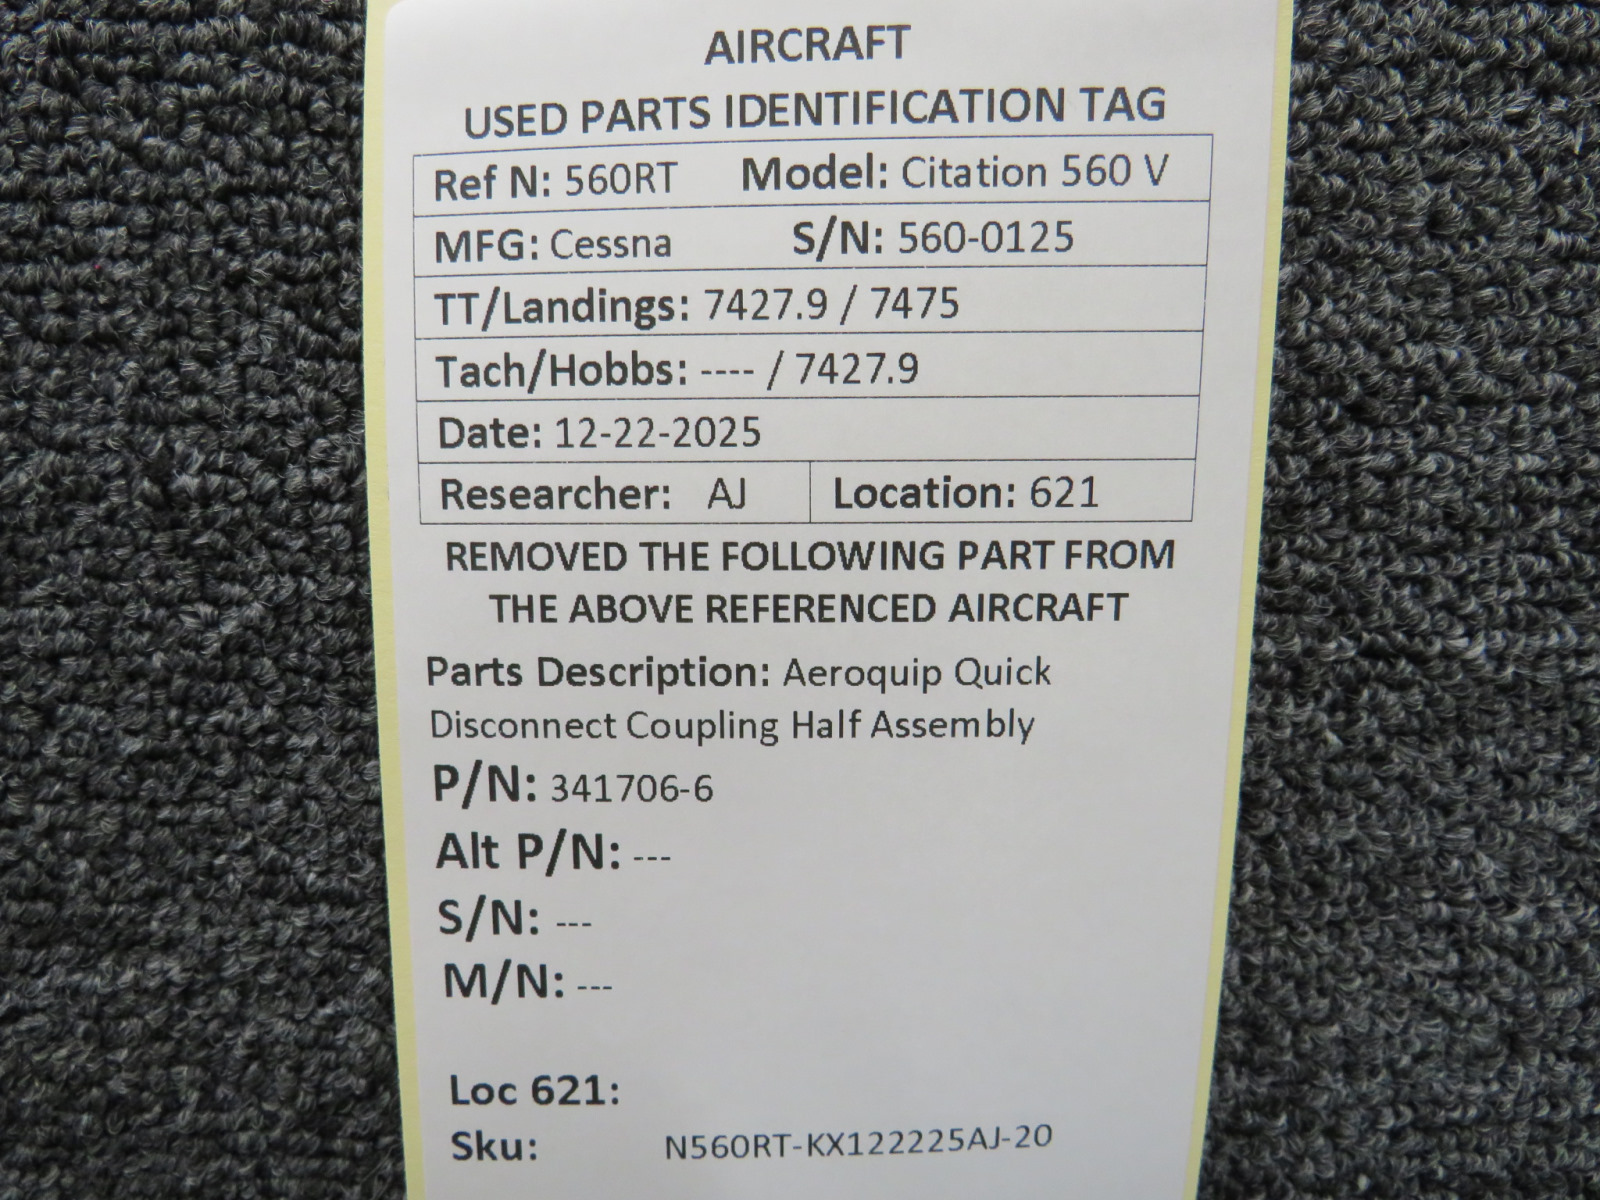 AIRCRAFT
USED PARTS IDENTIFICATION TAG
Ref N: 560RT Model: Citation 560 V
MFG: Cessna S/N: 560-0125
TT/Landings: 7427.9 / 7475
Tach/Hobbs: ---- / 7427.9
Date: 12-22-2025
Researcher: AJ Location: 621
REMOVED THE FOLLOWING PART FROM
THE ABOVE REFERENCED AIRCRAFT
Parts Description: Aeroquip Quick
Disconnect Coupling Half Assembly
P/N: 341706-6
Alt P/N: ---
S/N: ---
M/N: ---
Loc 621:
Sku: N560RT-KX122225AJ-20